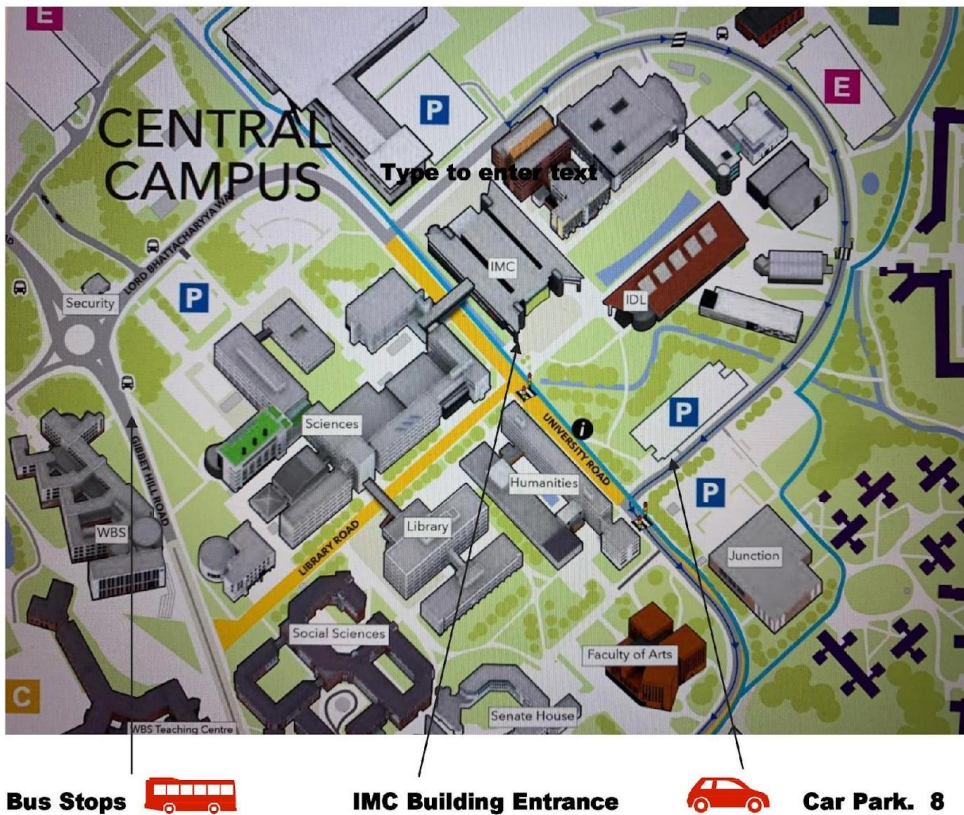 E
E
CENTRAL
CAMPUS
P
Type to enter text
IMC
IDL
LORD BHATTACHARYYA WAY
Security
P
GIBBET HILL ROAD
WBS
Sciences
Library
LIBRARY ROAD
Humanities
UNIVERSITY ROAD
i
P
P
Junction
Social Sciences
Faculty of Arts
Senate House
C
WBS Teaching Centre
Bus Stops
IMC Building Entrance
Car Park. 8